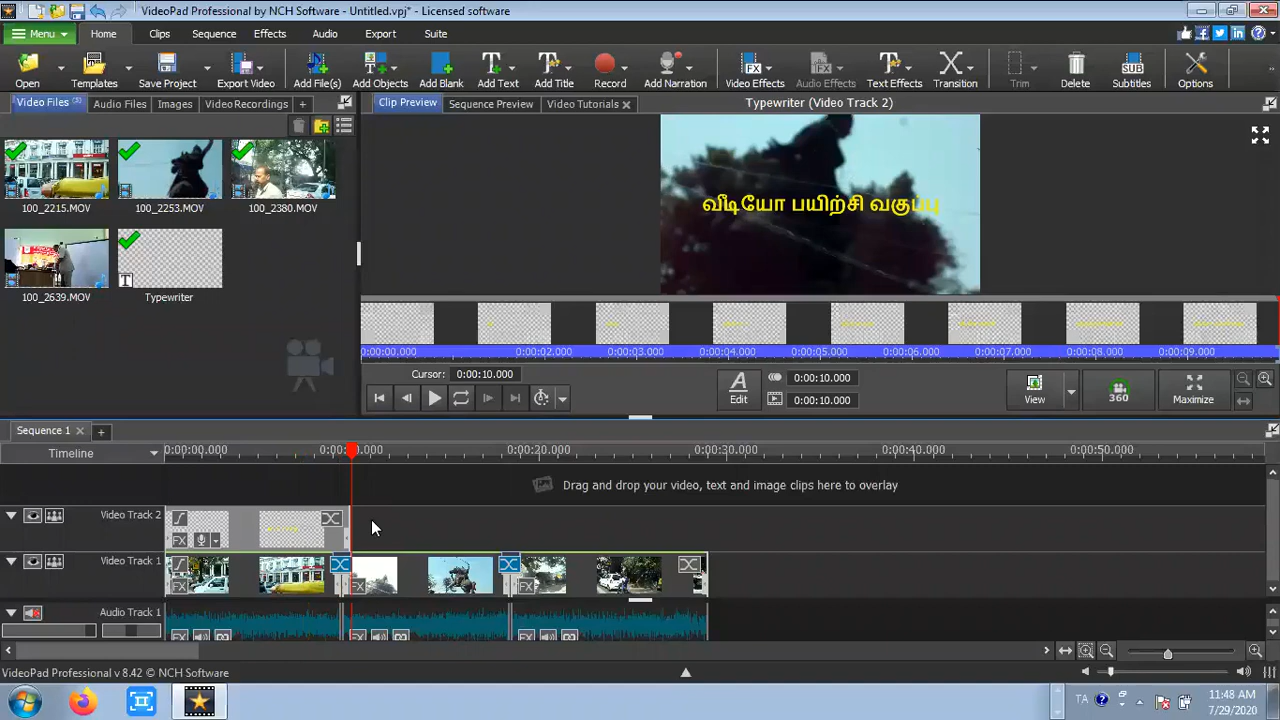 VideoPad Professional by NCH Software - Untitled.vpj* - Licensed software
Menu Home Clips Sequence Effects Audio Export Suite
Open Templates Save Project Export Video Add File(s) Add Objects Add Blank Add Text Add Title Record Add Narration Video Effects Audio Effects Text Effects Transition Trim Delete Subtitles Options
Video Files Audio Files Images Video Recordings +
Clip Preview Sequence Preview Video Tutorials
Typewriter (Video Track 2)
வீடியோ பயிற்சி வகுப்பு
100_2215.MOV 100_2253.MOV 100_2380.MOV
100_2639.MOV Typewriter
0:00:00.000 0:00:02.000 0:00:03.000 0:00:04.000 0:00:05.000 0:00:06.000 0:00:07.000 0:00:08.000 0:00:09.000
Cursor: 0:00:10.000
0:00:10.000
0:00:10.000
Edit View 360 Maximize
Sequence 1
Timeline
0:00:00.000 0:00:20.000 0:00:30.000 0:00:40.000 0:00:50.000
Drag and drop your video, text and image clips here to overlay
Video Track 2
FX
Video Track 1
FX FX FX
Audio Track 1
FX FX FX
VideoPad Professional v 8.42 © NCH Software
TA
11:48 AM
7/29/2020